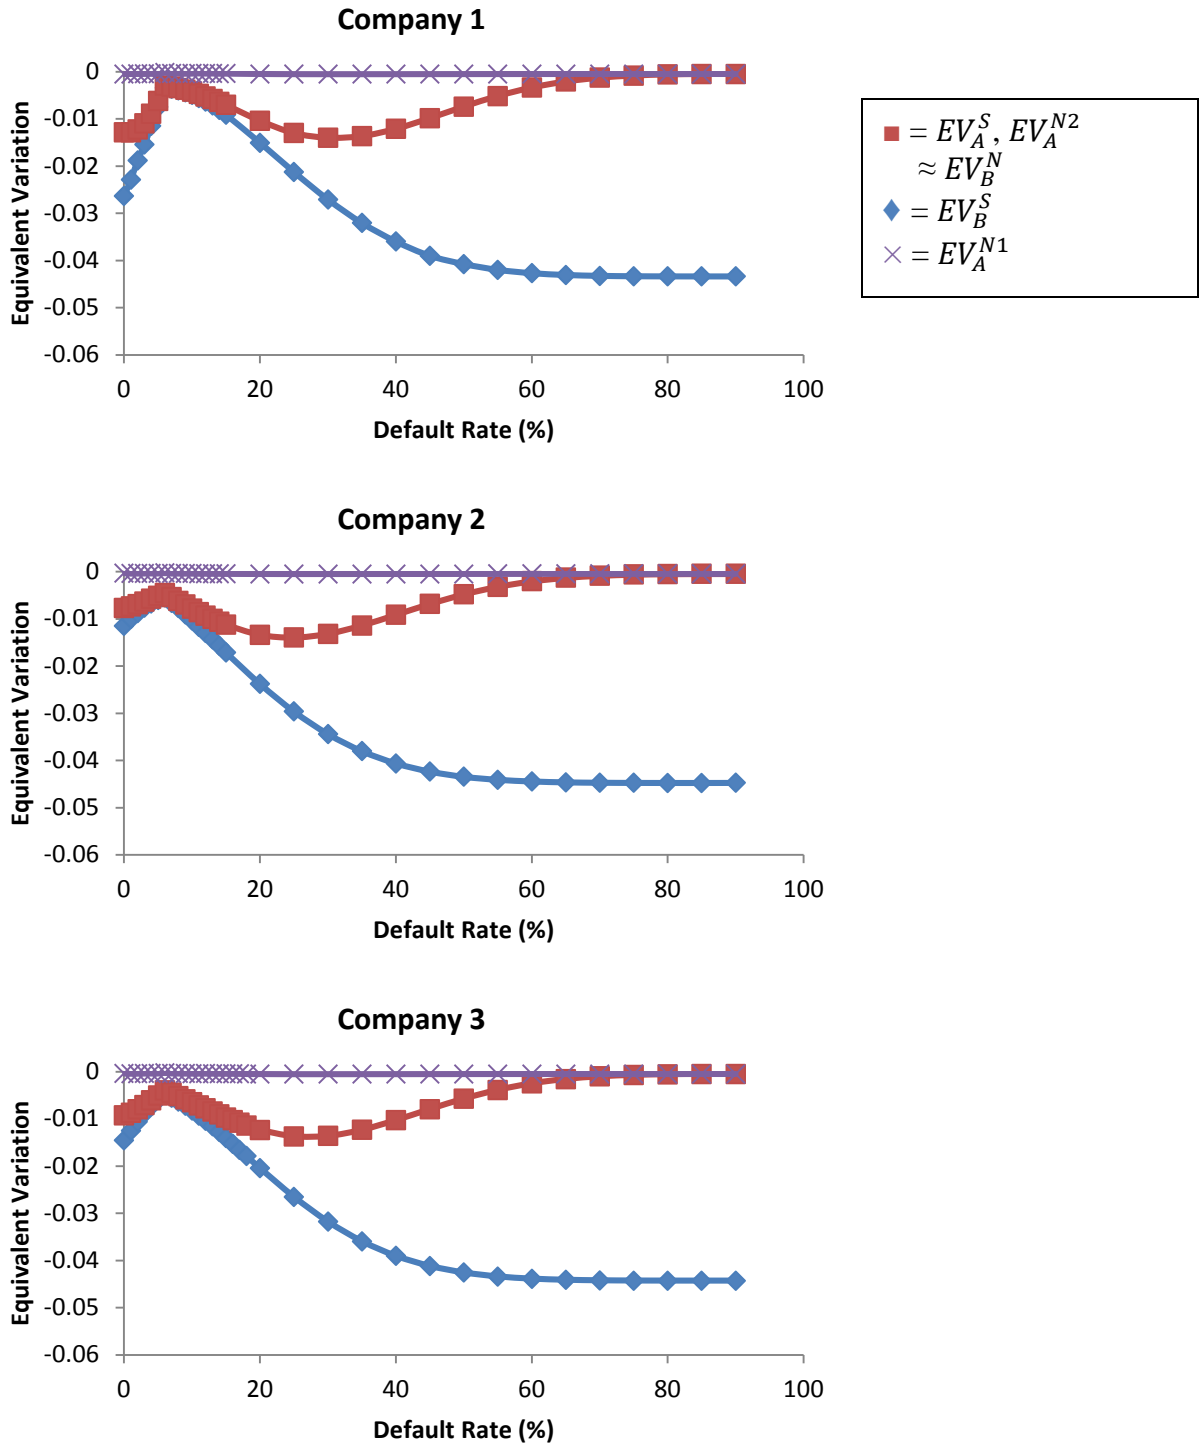 Company 1
0
-0.01
-0.02
-0.03
-0.04
-0.05
-0.06
Equivalent Variation
0 20 40 60 80 100
Default Rate (%)
= EV_A^S, EV_A^{N2}
≈ EV_B^N
= EV_B^S
= EV_A^{N1}
Company 2
0
-0.01
-0.02
-0.03
-0.04
-0.05
-0.06
Equivalent Variation
0 20 40 60 80 100
Default Rate (%)
Company 3
0
-0.01
-0.02
-0.03
-0.04
-0.05
-0.06
Equivalent Variation
0 20 40 60 80 100
Default Rate (%)